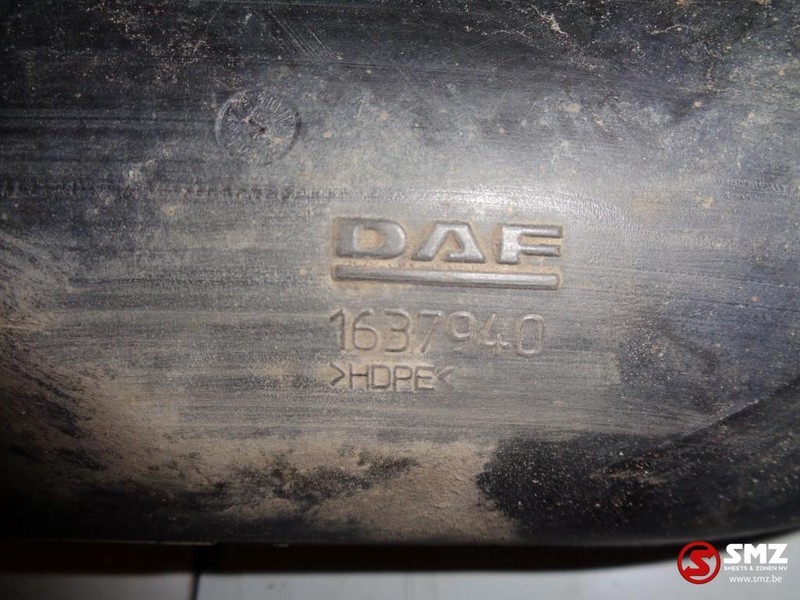 DAF
1637940
>HDPE<
SMZ
SMEETS & ZONEN NV
www.smz.be